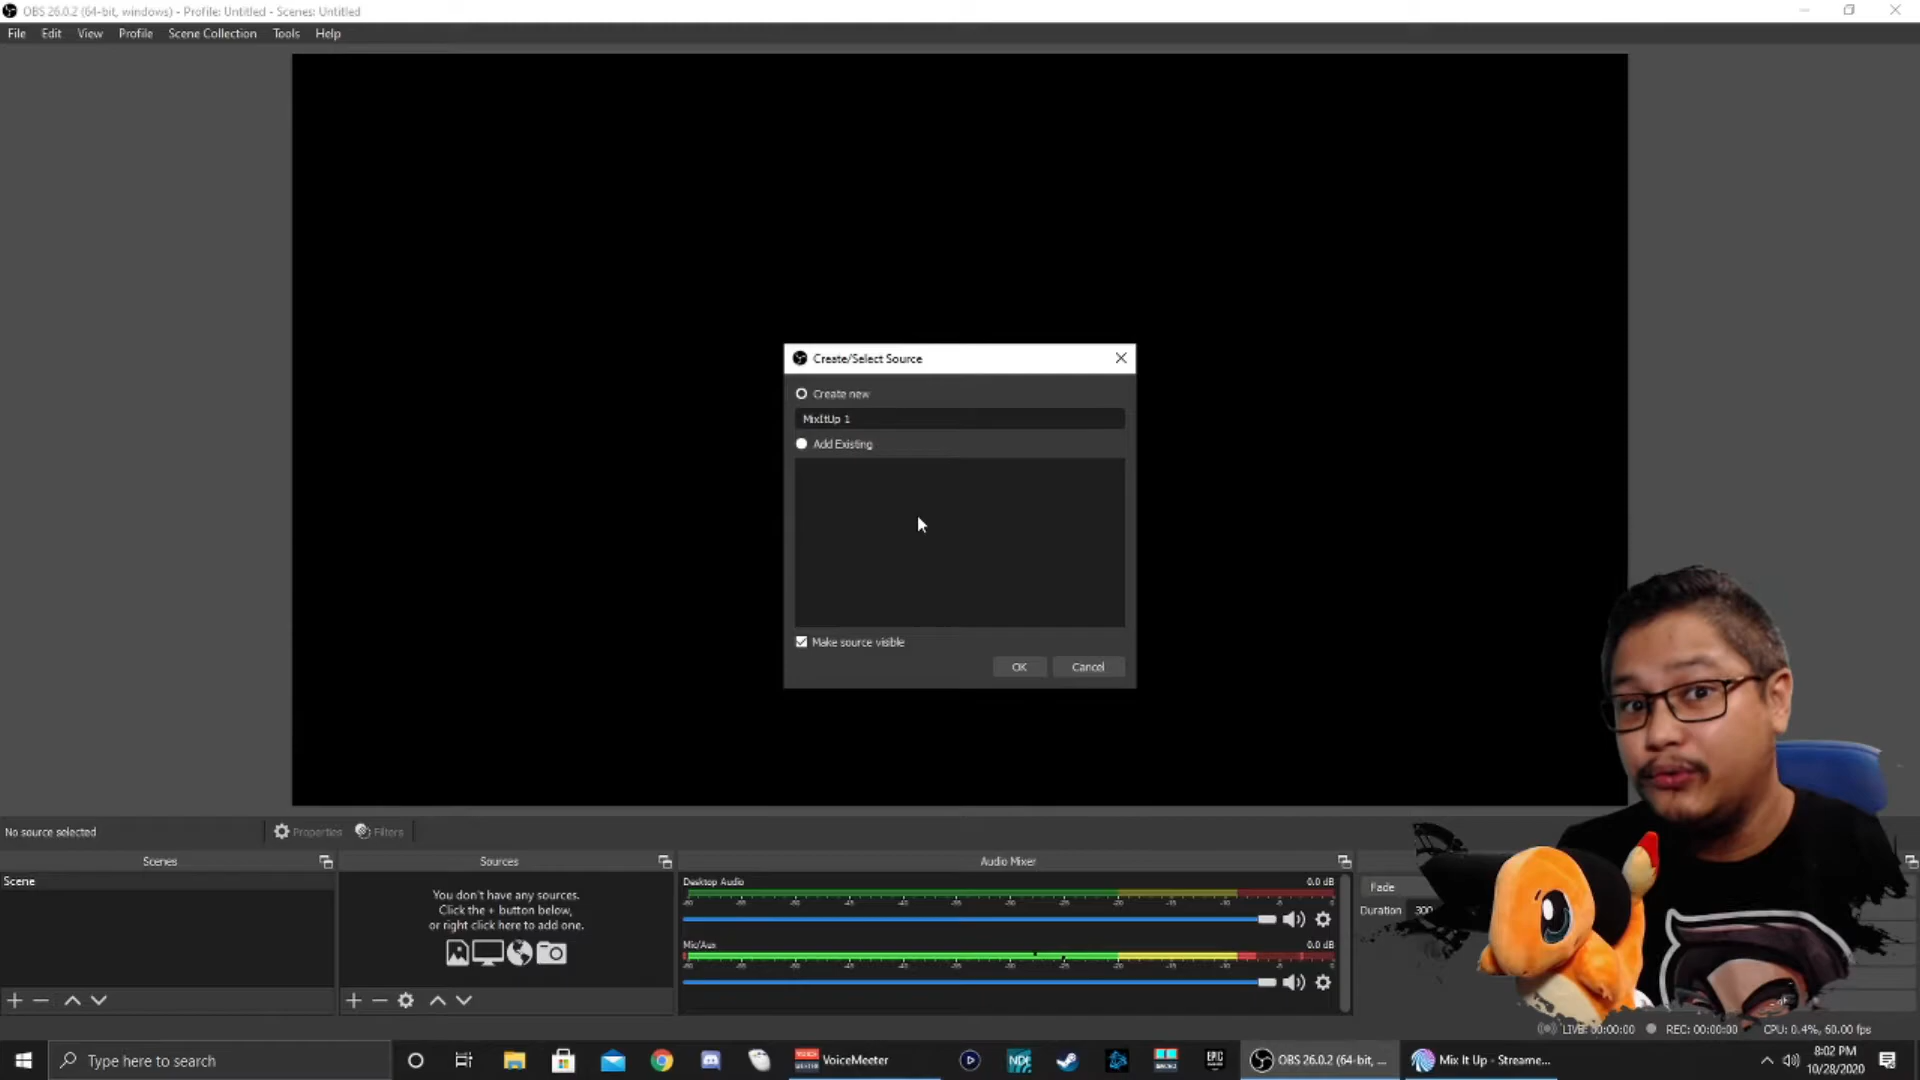 OBS 26.0.2 (64-bit, windows) - Profile: Untitled - Scenes: Untitled
File Edit View Profile Scene Collection Tools Help
Create/Select Source
Create new
MixItUp 1
Add Existing
Make source visible
OK Cancel
No source selected Properties Filters
Scenes Sources Audio Mixer
Scene
You don't have any sources.
Click the + button below,
or right click here to add one.
Desktop Audio 0.0 dB
Mic/Aux 0.0 dB
Fade
Duration 300
LIVE: 00:00:00 REC: 00:00:00 CPU: 0.4%, 60.00 fps
Type here to search
VoiceMeeter
NDI
EPIC
OBS 26.0.2 (64-bit, ...
Mix It Up - Streame...
8:02 PM
10/28/2020